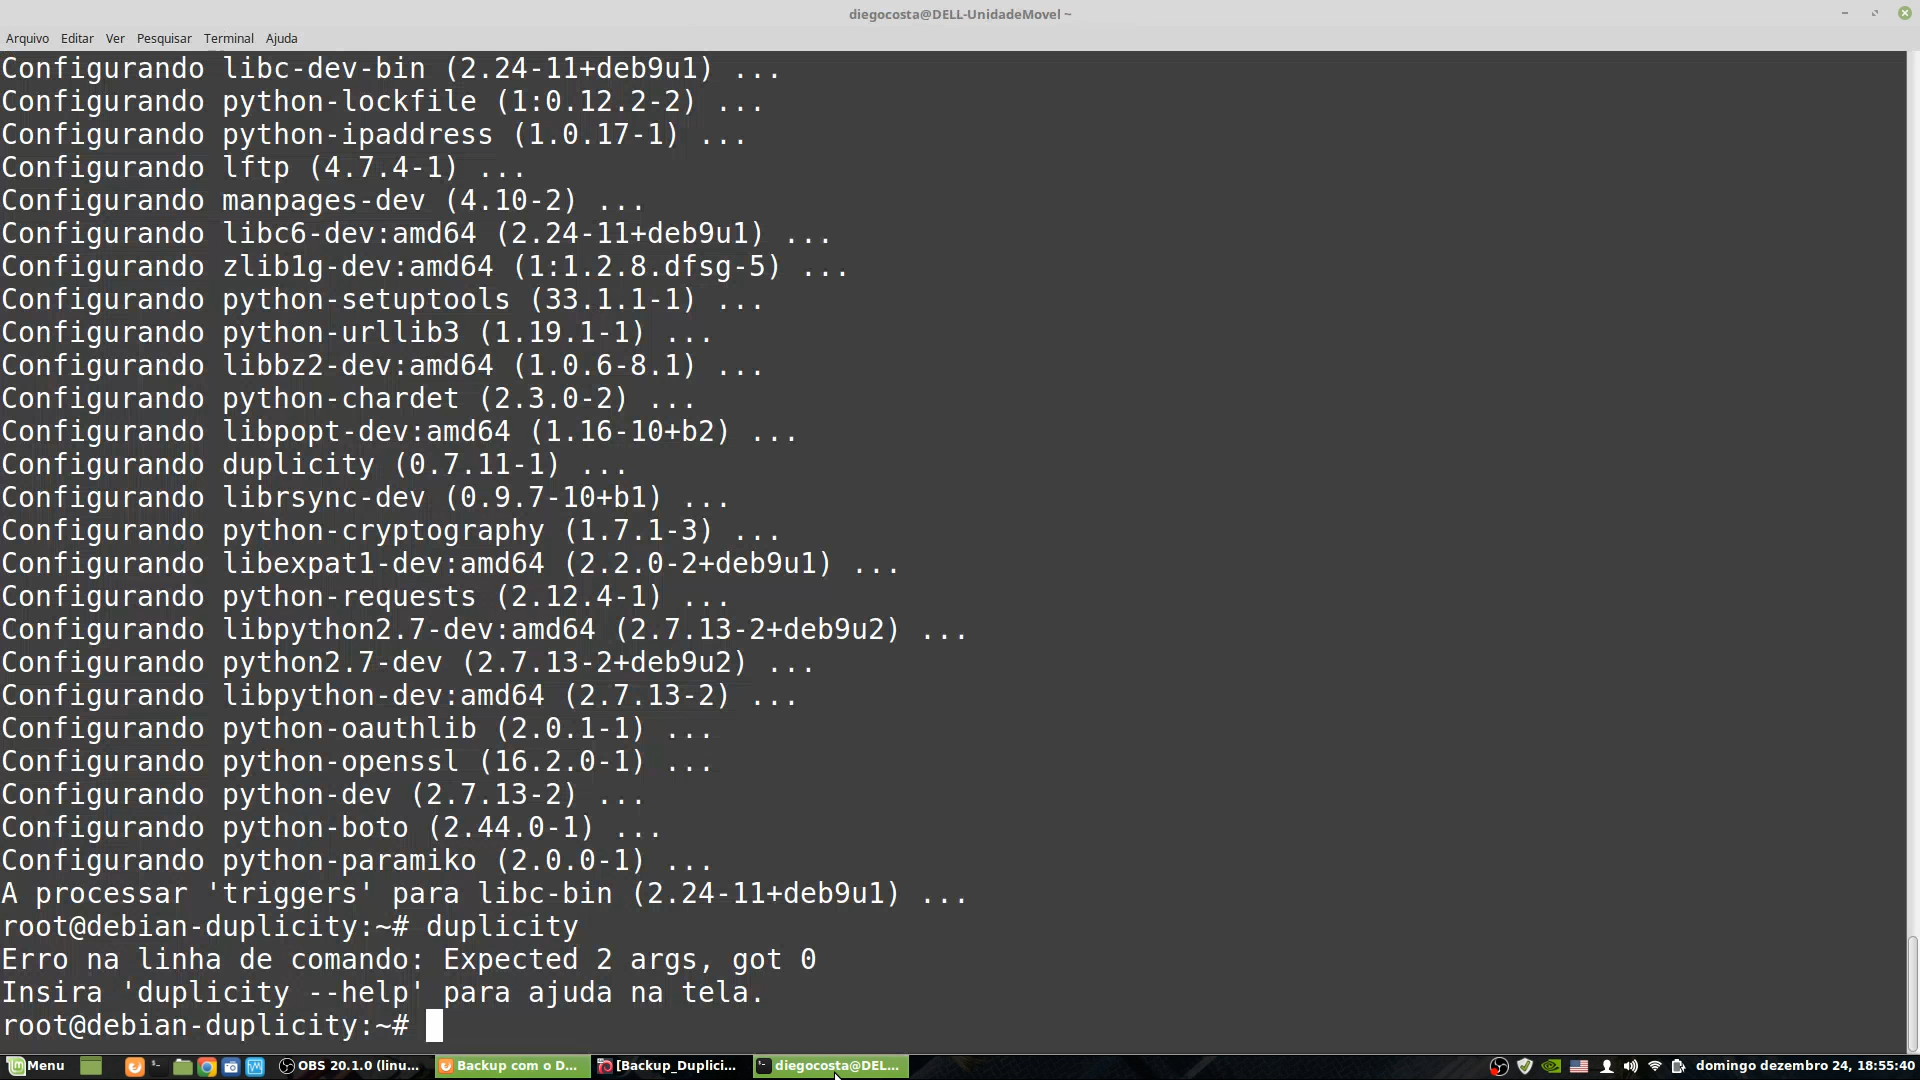 diegocosta@DELL-UnidadeMovel ~
Arquivo Editar Ver Pesquisar Terminal Ajuda
Configurando libc-dev-bin (2.24-11+deb9u1) ...
Configurando python-lockfile (1:0.12.2-2) ...
Configurando python-ipaddress (1.0.17-1) ...
Configurando lftp (4.7.4-1) ...
Configurando manpages-dev (4.10-2) ...
Configurando libc6-dev:amd64 (2.24-11+deb9u1) ...
Configurando zlib1g-dev:amd64 (1:1.2.8.dfsg-5) ...
Configurando python-setuptools (33.1.1-1) ...
Configurando python-urllib3 (1.19.1-1) ...
Configurando libbz2-dev:amd64 (1.0.6-8.1) ...
Configurando python-chardet (2.3.0-2) ...
Configurando libpopt-dev:amd64 (1.16-10+b2) ...
Configurando duplicity (0.7.11-1) ...
Configurando librsync-dev (0.9.7-10+b1) ...
Configurando python-cryptography (1.7.1-3) ...
Configurando libexpat1-dev:amd64 (2.2.0-2+deb9u1) ...
Configurando python-requests (2.12.4-1) ...
Configurando libpython2.7-dev:amd64 (2.7.13-2+deb9u2) ...
Configurando python2.7-dev (2.7.13-2+deb9u2) ...
Configurando libpython-dev:amd64 (2.7.13-2) ...
Configurando python-oauthlib (2.0.1-1) ...
Configurando python-openssl (16.2.0-1) ...
Configurando python-dev (2.7.13-2) ...
Configurando python-boto (2.44.0-1) ...
Configurando python-paramiko (2.0.0-1) ...
A processar 'triggers' para libc-bin (2.24-11+deb9u1) ...
root@debian-duplicity:~# duplicity
Erro na linha de comando: Expected 2 args, got 0
Insira 'duplicity --help' para ajuda na tela.
root@debian-duplicity:~#
Menu OBS 20.1.0 (linu... Backup com o D... [Backup_Duplici... diegocosta@DEL... domingo dezembro 24, 18:55:40